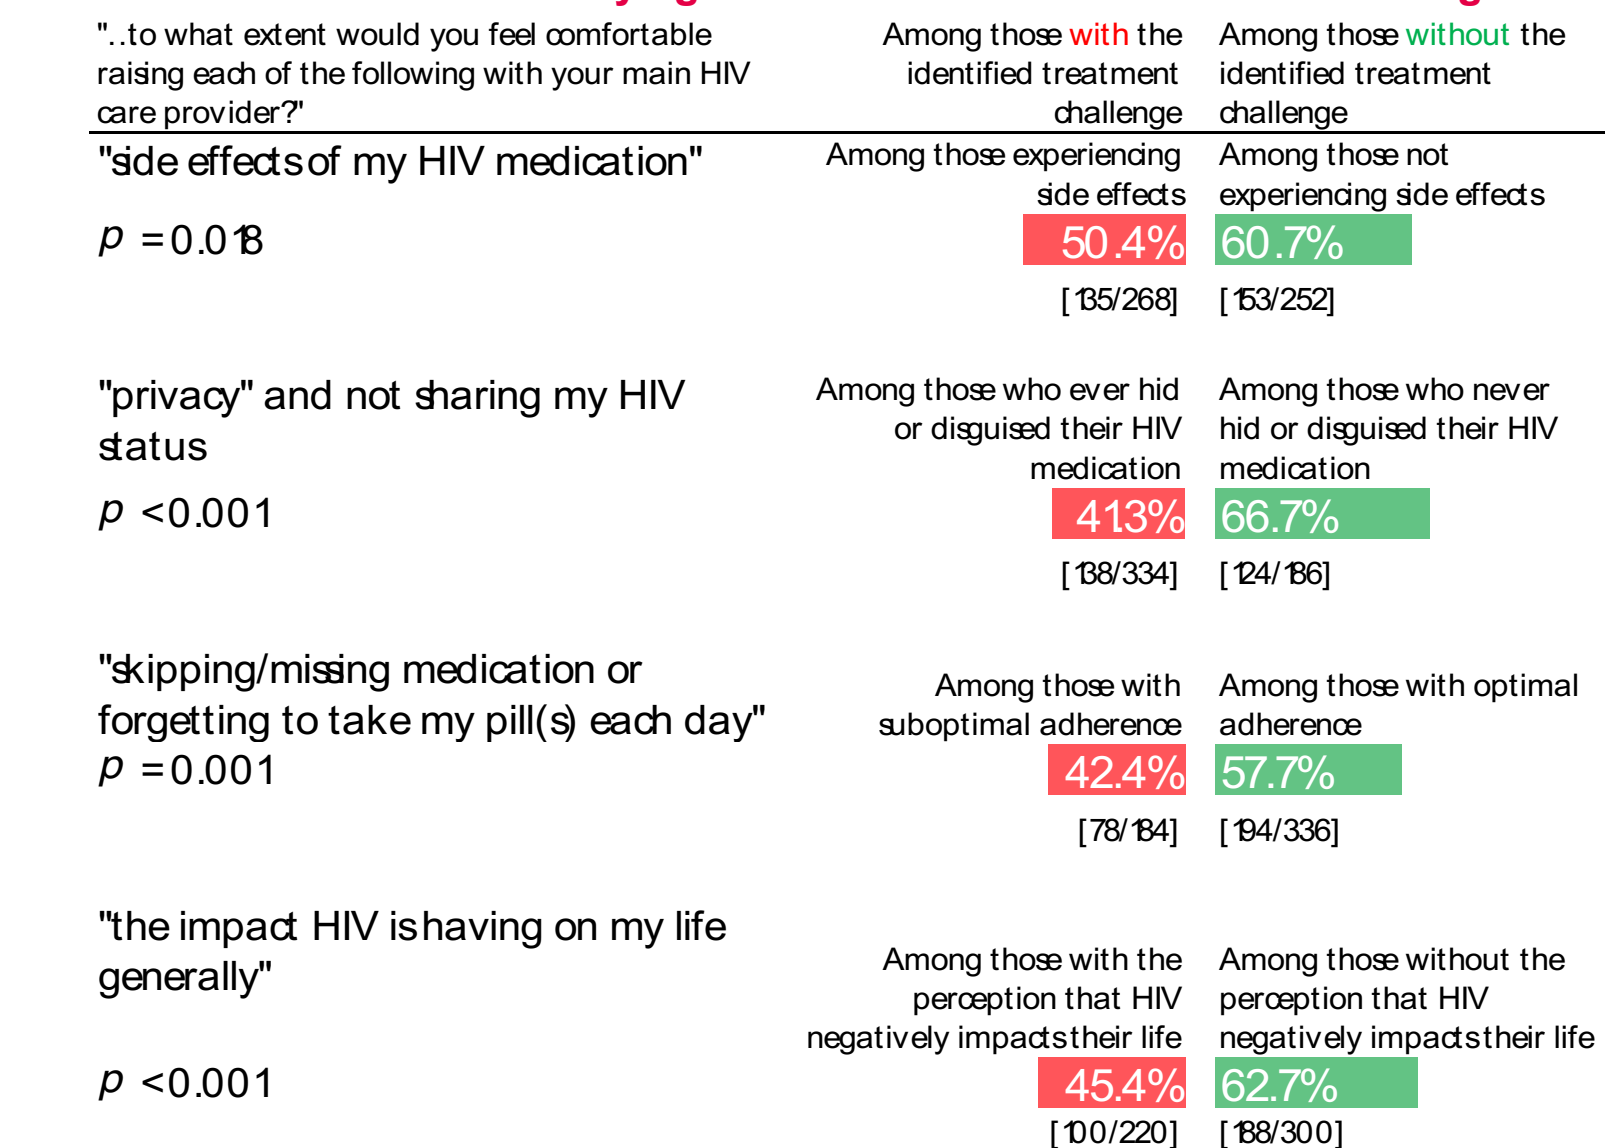 "...to what extent would you feel comfortable
raising each of the following with your main HIV
care provider?"
Among those with the
identified treatment
challenge
Among those without the
identified treatment
challenge
"side effects of my HIV medication"
p =0.018
Among those experiencing
side effects
50.4%
[135/268]
Among those not
experiencing side effects
60.7%
[153/252]
"privacy" and not sharing my HIV
status
p <0.001
Among those who ever hid
or disguised their HIV
medication
41.3%
[138/334]
Among those who never
hid or disguised their HIV
medication
66.7%
[124/186]
"skipping/missing medication or
forgetting to take my pill(s) each day"
p =0.001
Among those with
suboptimal adherence
42.4%
[78/184]
Among those with optimal
adherence
57.7%
[194/336]
"the impact HIV is having on my life
generally"
p <0.001
Among those with the
perception that HIV
negatively impacts their life
45.4%
[100/220]
Among those without the
perception that HIV
negatively impacts their life
62.7%
[188/300]